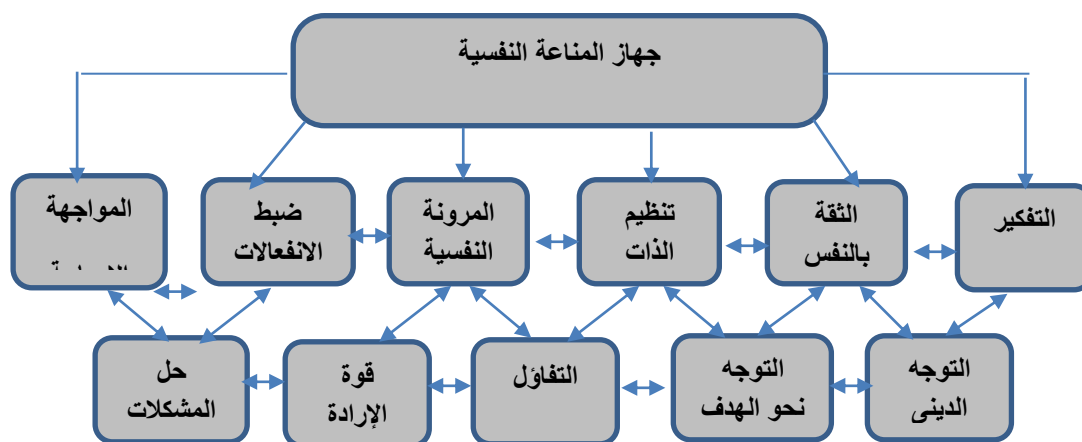 جهاز المناعة النفسية
التفكير
الثقة
بالنفس
تنظيم
الذات
المرونة
النفسية
ضبط
الانفعالات
المواجهة
التوجه
الدينى
التوجه
نحو الهدف
التفاؤل
قوة
الإرادة
حل
المشكلات